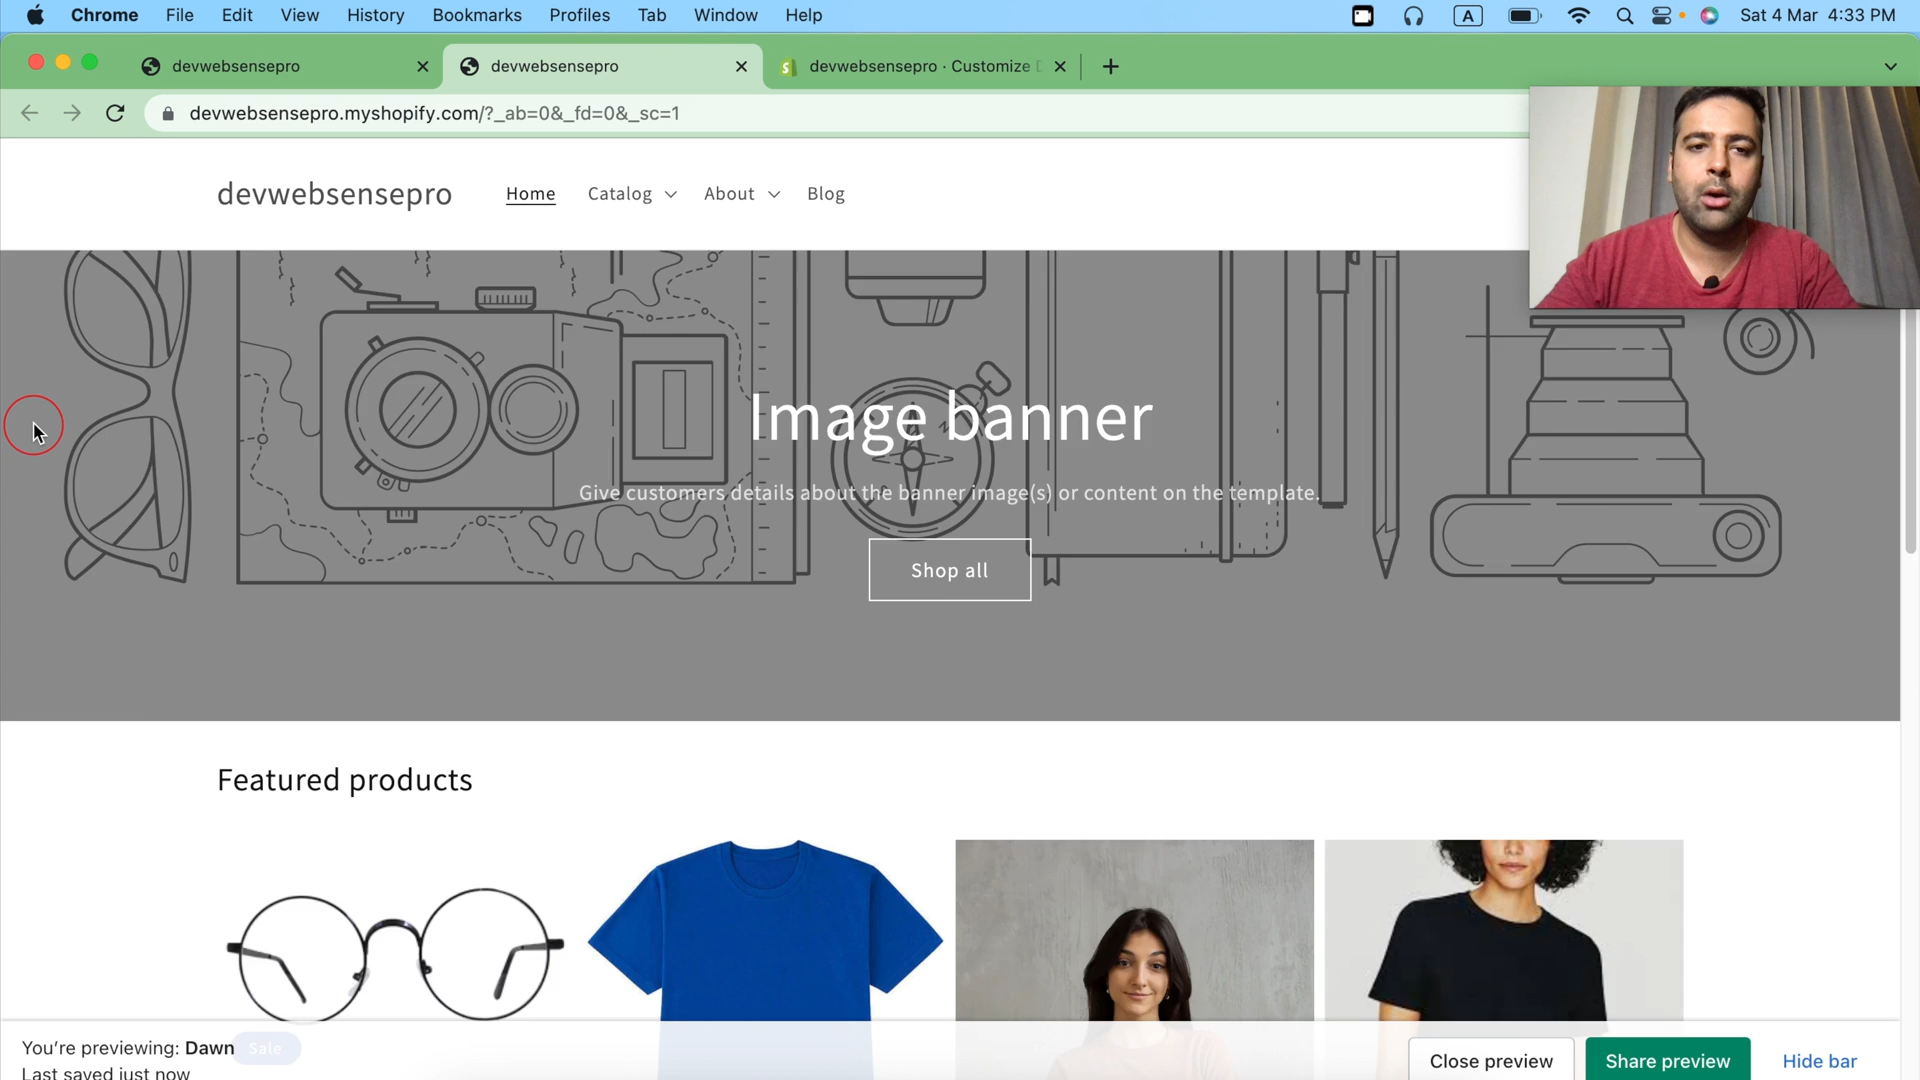 Chrome File Edit View History Bookmarks Profiles Tab Window Help A Sat 4 Mar 4:33 PM
devwebsensepro devwebsensepro devwebsensepro · Customize
devwebsensepro.myshopify.com/?_ab=0&_fd=0&_sc=1
devwebsensepro Home Catalog About Blog
Image banner
Give customers details about the banner image(s) or content on the template.
Shop all
Featured products
You're previewing: Dawn Sale
Last saved just now
Close preview Share preview Hide bar